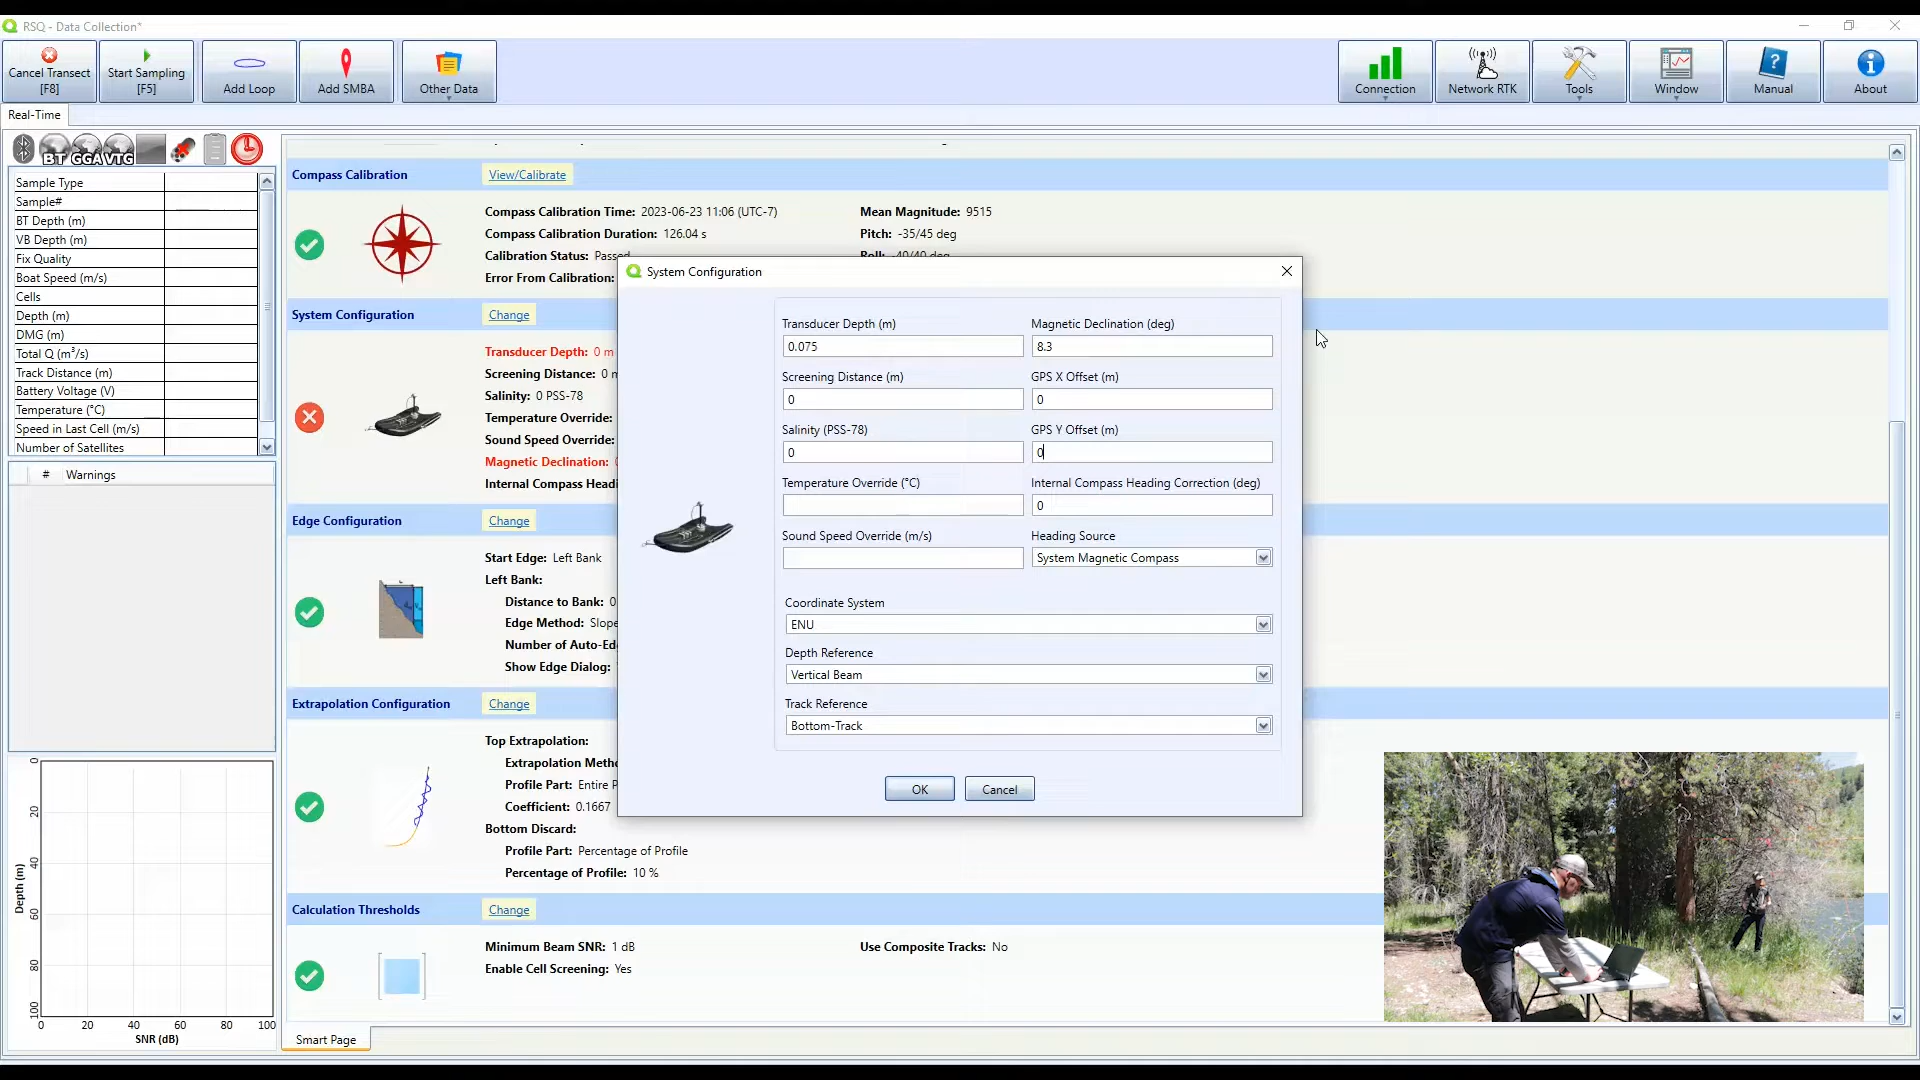 RSQ - Data Collection*
Cancel Transect [F8]
Start Sampling [F5]
Add Loop
Add SMBA
Other Data
Connection
Network RTK
Tools
Window
Manual
About
Real-Time
BT GGA VTG
Sample Type
Sample#
BT Depth (m)
VB Depth (m)
Fix Quality
Boat Speed (m/s)
Cells
Depth (m)
DMG (m)
Total Q (m³/s)
Track Distance (m)
Battery Voltage (V)
Temperature (°C)
Speed in Last Cell (m/s)
Number of Satellites
# Warnings
Depth (m)
0
20
40
60
80
100
0 20 40 60 80 100
SNR (dB)
Compass Calibration View/Calibrate
Compass Calibration Time: 2023-06-23 11:06 (UTC-7) Mean Magnitude: 9515
Compass Calibration Duration: 126.04 s Pitch: -35/45 deg
Calibration Status: Passed Roll: -40/40 deg
Error From Calibration:
System Configuration Change
Transducer Depth: 0 m
Screening Distance: 0 m
Salinity: 0 PSS-78
Temperature Override:
Sound Speed Override:
Magnetic Declination:
Internal Compass Headi
Edge Configuration Change
Start Edge: Left Bank
Left Bank:
Distance to Bank: 0
Edge Method: Slope
Number of Auto-Ed
Show Edge Dialog:
Extrapolation Configuration Change
Top Extrapolation:
Extrapolation Metho
Profile Part: Entire P
Coefficient: 0.1667
Bottom Discard:
Profile Part: Percentage of Profile
Percentage of Profile: 10 %
Calculation Thresholds Change
Minimum Beam SNR: 1 dB Use Composite Tracks: No
Enable Cell Screening: Yes
Smart Page
System Configuration
Transducer Depth (m) Magnetic Declination (deg)
0.075 8.3
Screening Distance (m) GPS X Offset (m)
0 0
Salinity (PSS-78) GPS Y Offset (m)
0 0
Temperature Override (°C) Internal Compass Heading Correction (deg)
0
Sound Speed Override (m/s) Heading Source
System Magnetic Compass
Coordinate System
ENU
Depth Reference
Vertical Beam
Track Reference
Bottom-Track
OK Cancel